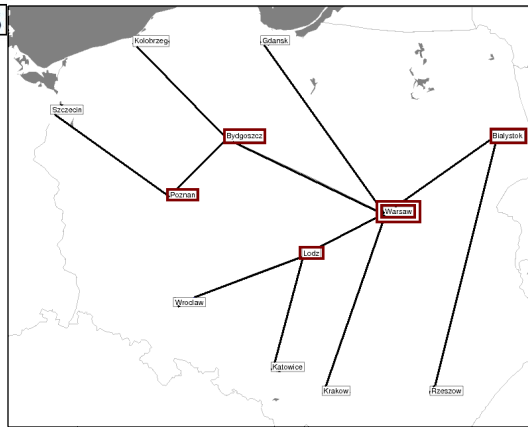 Kolobrzeg
Gdansk
Szczecin
Bydgoszcz
Bialystok
Poznan
Warsaw
Lodz
Wroclaw
Katowice
Krakow
Rzeszow